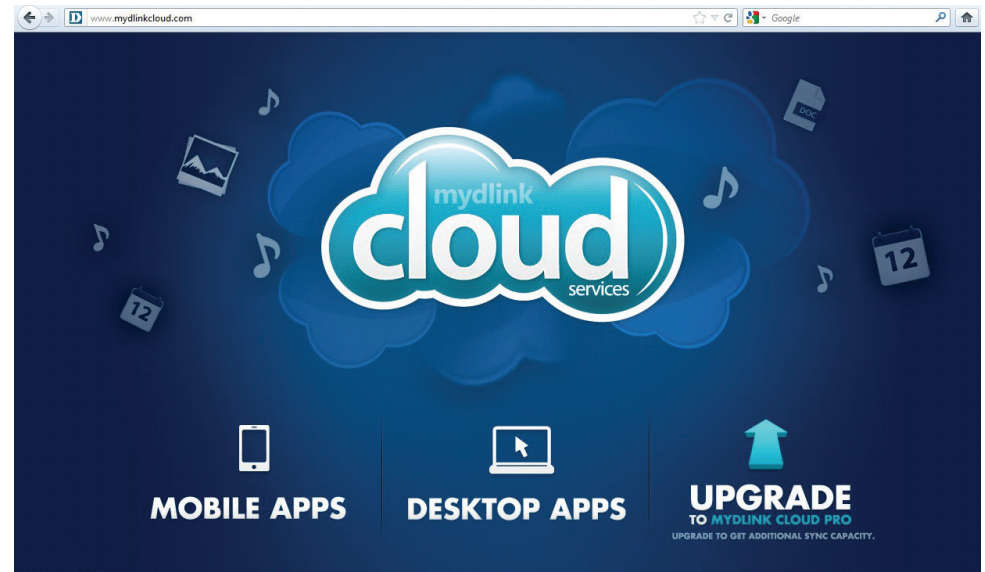 www.mydlinkcloud.com
Google
DOC
mydlink
cloud
services
12
12
MOBILE APPS
DESKTOP APPS
UPGRADE
TO MYDLINK CLOUD PRO
UPGRADE TO GET ADDITIONAL SYNC CAPACITY.